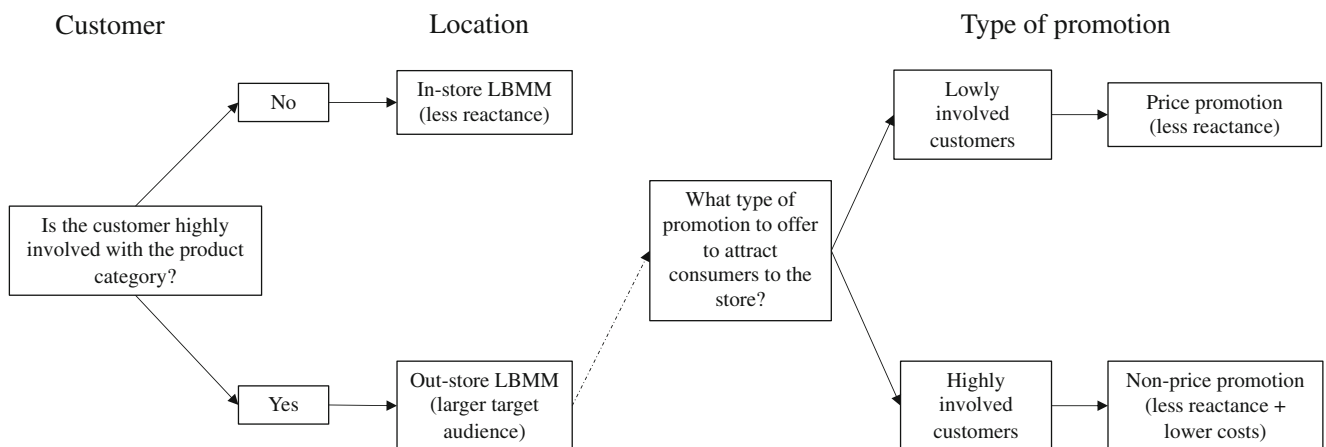 Customer
Location
Type of promotion
No
In-store LBMM
(less reactance)
Lowly
involved
customers
Price promotion
(less reactance)
Is the customer highly
involved with the product
category?
What type of
promotion to offer
to attract
consumers to the
store?
Yes
Out-store LBMM
(larger target
audience)
Highly
involved
customers
Non-price promotion
(less reactance +
lower costs)